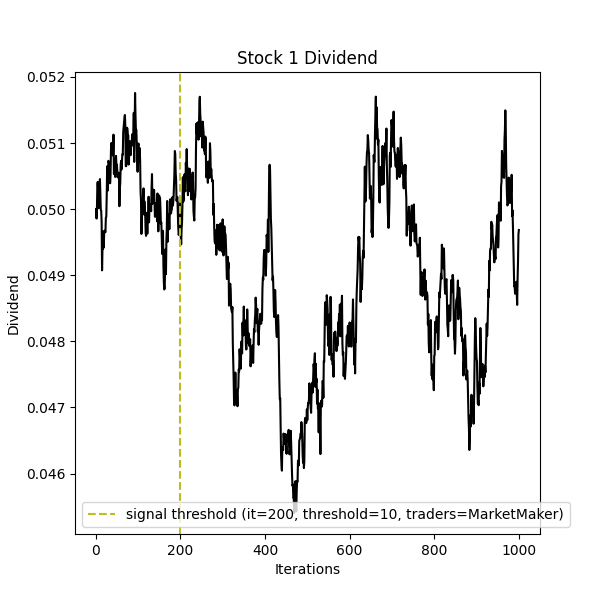 Stock 1 Dividend
0.052
0.051
0.050
0.049
0.048
0.047
0.046
Dividend
signal threshold (it=200, threshold=10, traders=MarketMaker)
0 200 400 600 800 1000
Iterations